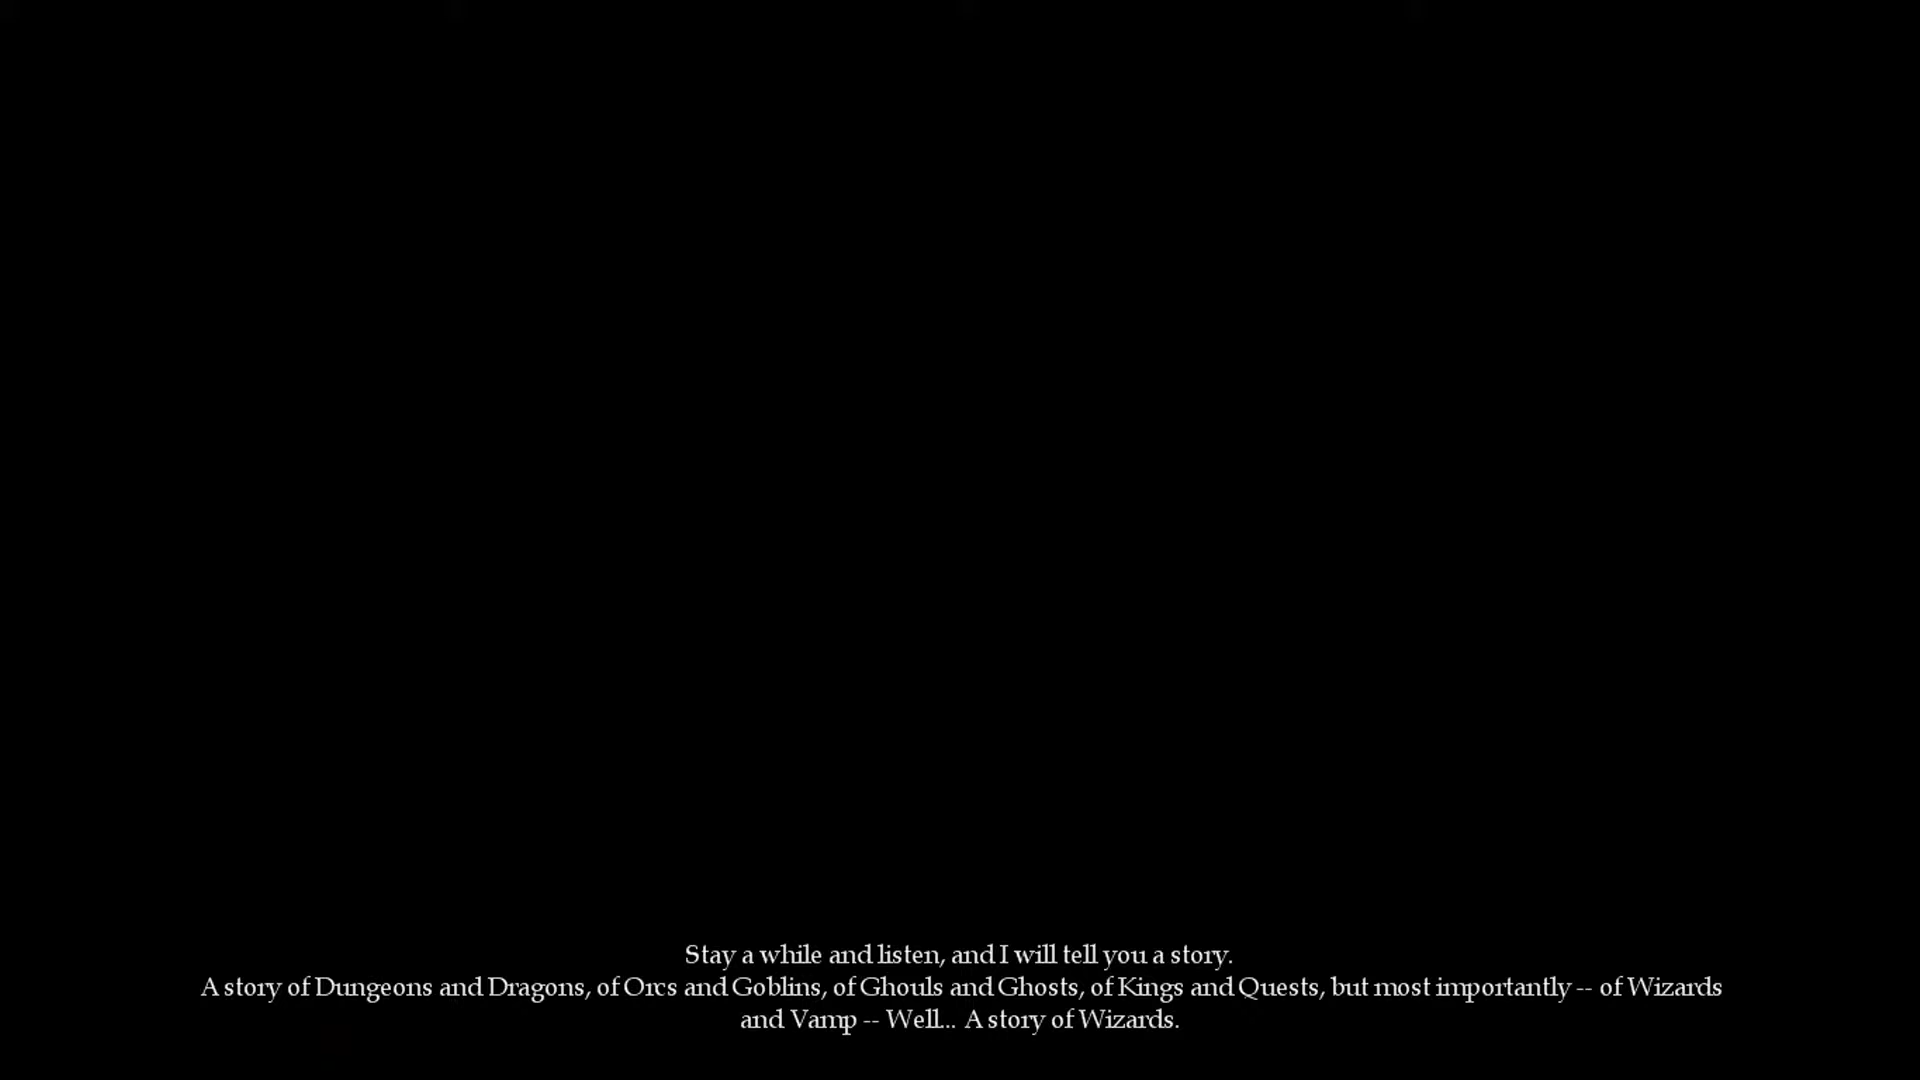 Stay a while and listen, and I will tell you a story.
A story of Dungeons and Dragons, of Orcs and Goblins, of Ghouls and Ghosts, of Kings and Quests, but most importantly -- of Wizards
and Vamp -- Well... A story of Wizards.